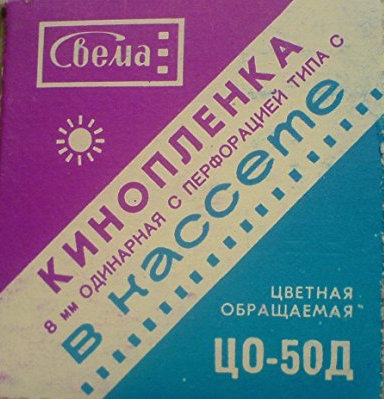 Свема
КИНОПЛЕНКА
8 мм ОДИНАРНАЯ С ПЕРФОРАЦИЕЙ ТИПА С
в кассете
ЦВЕТНАЯ
ОБРАЩАЕМАЯ
ЦО-50Д